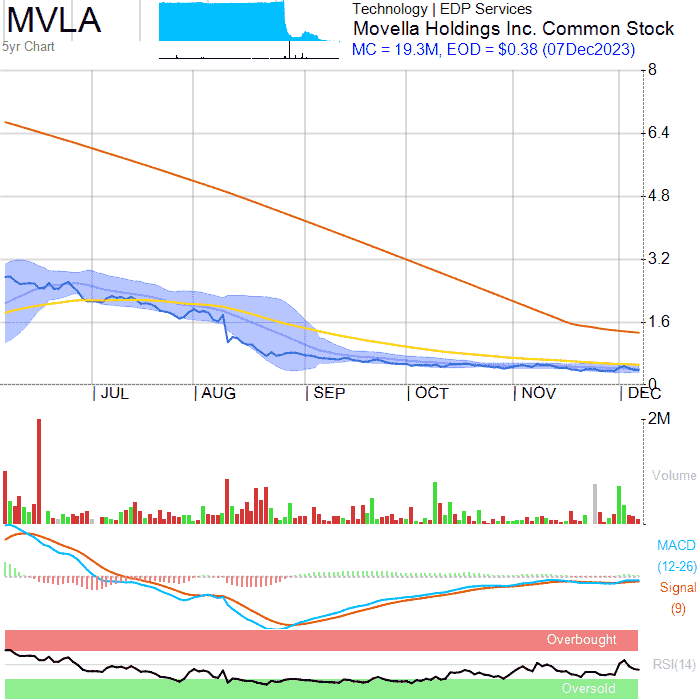 MVLA
5yr Chart
Technology | EDP Services
Movella Holdings Inc. Common Stock
MC = 19.3M, EOD = $0.38 (07Dec2023)
8
6.4
4.8
3.2
1.6
0
JUL
AUG
SEP
OCT
NOV
DEC
2M
Volume
MACD
(12-26)
Signal
(9)
Overbought
RSI(14)
Oversold